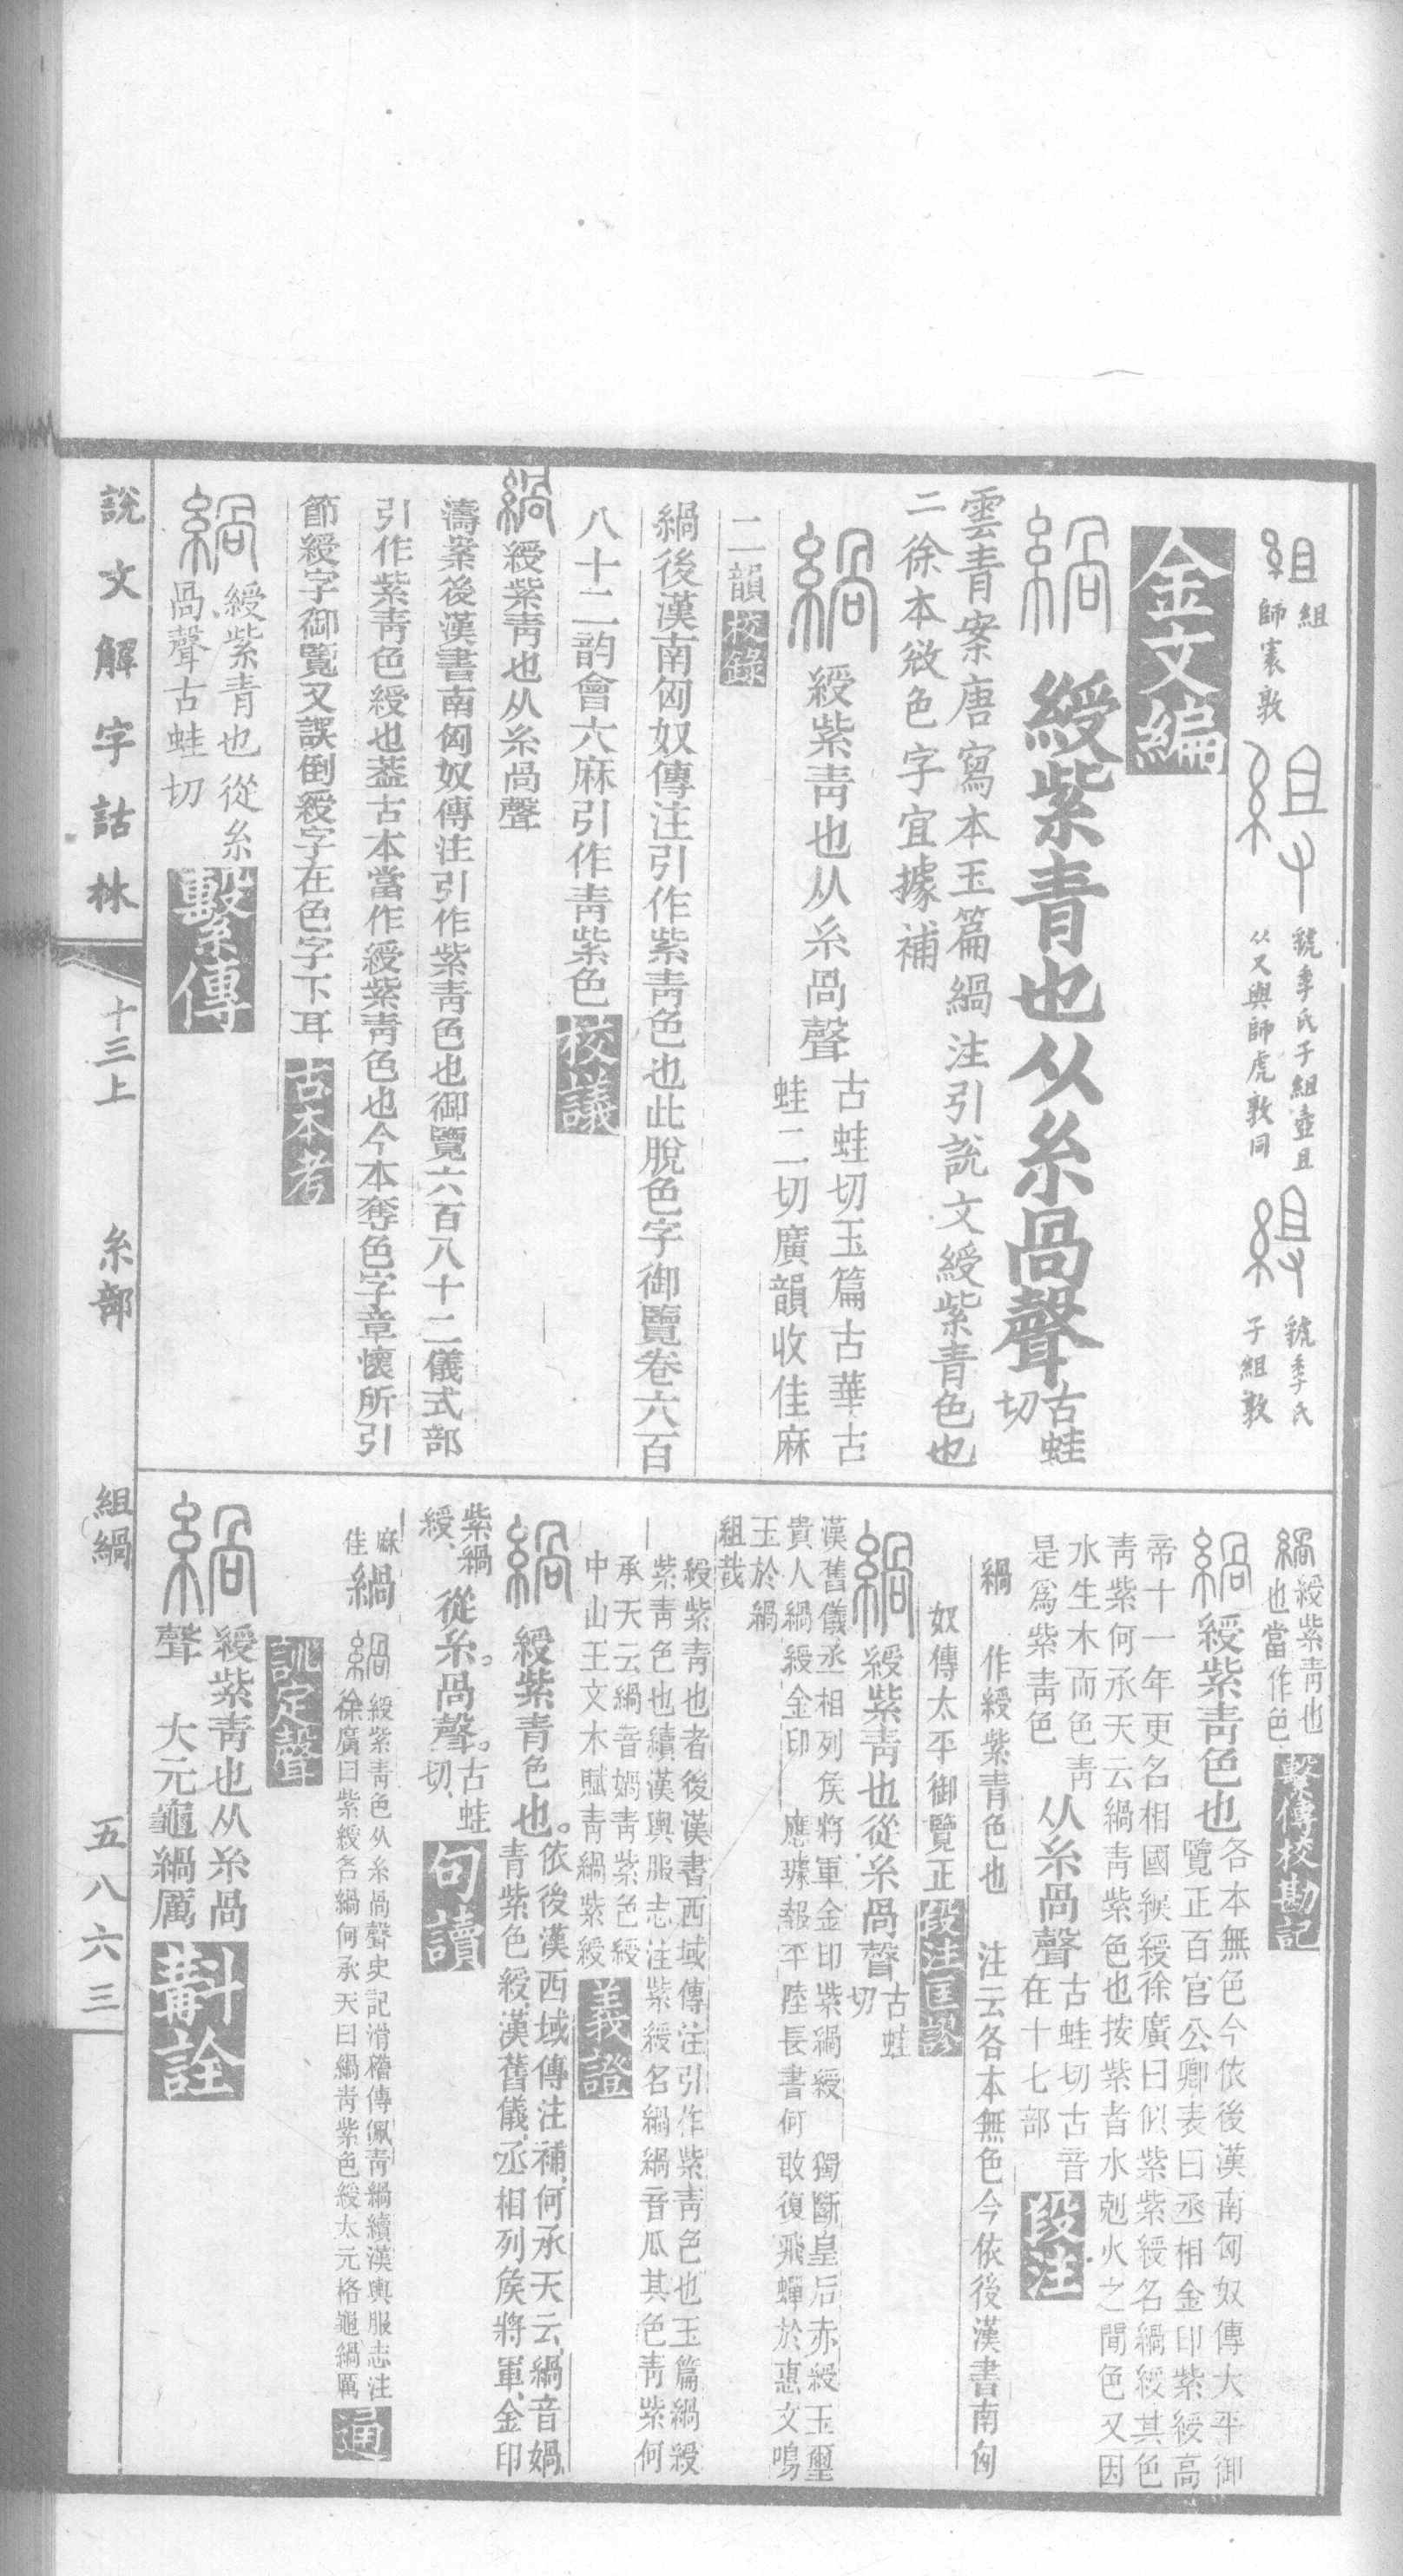 組 組
師寰敦
虢季氏子組壺且
从又與師虎敦同
虢季氏
子組敦
金文編
綬紫青也从糸咼聲
古蛙
切
雲青案唐寫本玉篇緺注引說文綬紫青色也
二徐本敓色字宜據補
緺 綬紫青也从糸咼聲
古蛙切玉篇古華古
蛙二切廣韻收佳麻
二韻
校錄
緺後漢南匈奴傳注引作紫青色也此脫色字御覽卷六百
八十二韵會六麻引作青紫色
校議
緺 綬紫青也从糸咼聲
濤案後漢書南匈奴傳注引作紫青色也御覽六百八十二儀式部
引作紫青色綬也葢古本當作綬紫青色也今本奪色字章懷所引
節綬字御覽又誤倒綬字在色字下耳
古本考
緺 綬紫青也從糸
咼聲古蛙切
繫傳
緺綬紫青也
也當作色
繫傳校勘記
緺 綬紫青色也
各本無色今依後漢南匈奴傳大平御
覽正百官公卿表曰丞相金印紫綬高
帝十一年更名相國綠綬徐廣曰似紫紫綬名緺綬其色
青紫何承天云緺青紫色也按紫者水剋火之間色又因
水生木而色青
是爲紫青色
从糸咼聲
古蛙切古音
在十七部
段注
緺 作綬紫青色也 注云各本無色今依後漢書南匈
奴傳太平御覽正
段注匡謬
緺 綬紫青也從糸咼聲
古蛙
切
漢舊儀丞相列矦將軍金印紫緺綬 獨斷皇后赤綬玉璽
貴人緺綬金印 應璩報平陸長書何敢復飛蟬於惠文鳴
玉於緺
組哉
綬紫青也者後漢書西域傳注引作紫青色也玉篇緺綬
紫青色也續漢輿服志注紫綬名緺緺音瓜其色青紫何
承天云緺音媧青紫色綬
中山王文木賦青緺紫綬
義證
緺 綬紫青色也。
依後漢西域傳注補、何承天云、緺音媧、
青紫色綬、漢舊儀、丞相列矦將軍、金印
紫緺
綬、
從糸。咼聲。
古蛙
切、
句讀
麻
佳
緺 緺
綬紫青色从糸咼聲史記滑稽傳佩青緺續漢輿服志注
徐廣曰紫綬名緺何承天曰緺青紫色綬太元格龜緺厲
通
訓定聲
緺 綬紫青也从糸咼
聲 大元龜緺厲
斠詮
說文解字詁林
十三上 糸部 組緺 五八六三